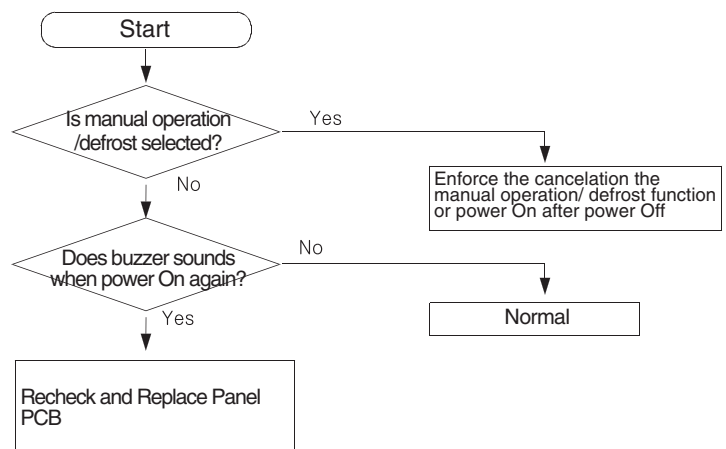 Start
Is manual operation
/defrost selected?
Yes
Enforce the cancelation the
manual operation/ defrost function
or power On after power Off
No
Does buzzer sounds
when power On again?
No
Normal
Yes
Recheck and Replace Panel
PCB